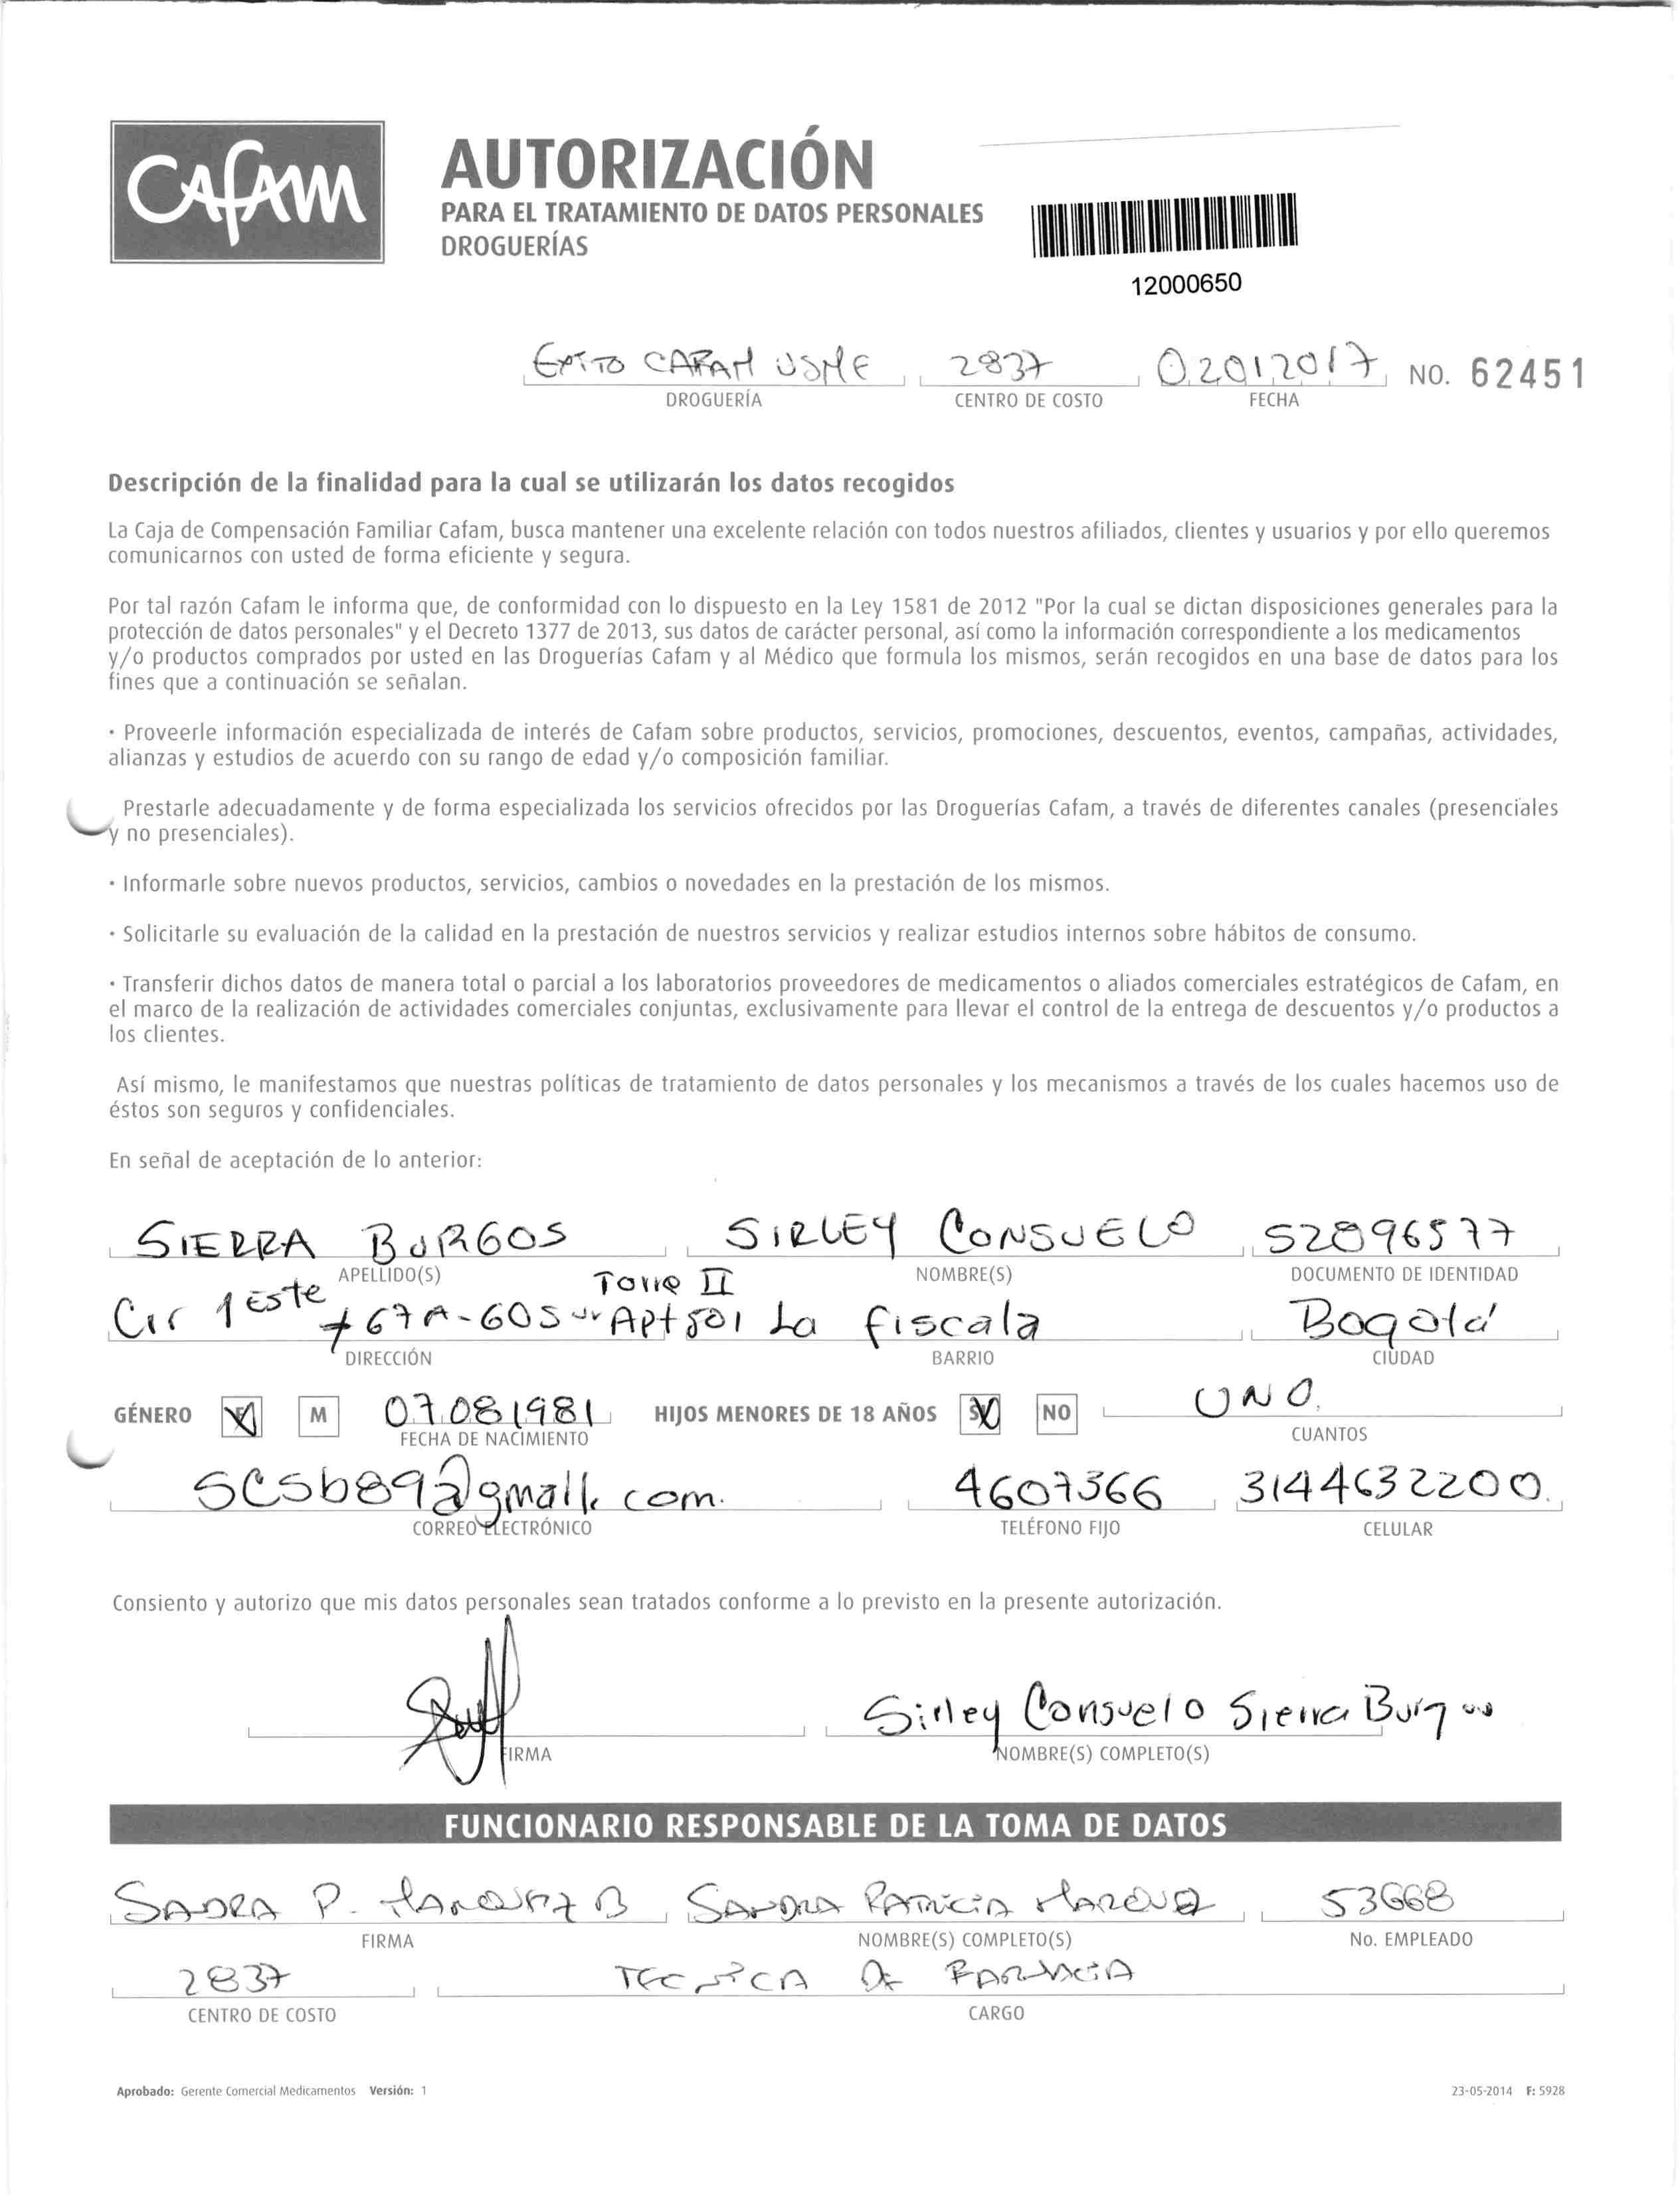 CAFAM
AUTORIZACIÓN
PARA EL TRATAMIENTO DE DATOS PERSONALES
DROGUERÍAS
12000650
EXITO CAFAM USME 2837 02012017 NO. 62451
DROGUERÍA CENTRO DE COSTO FECHA
Descripción de la finalidad para la cual se utilizarán los datos recogidos
La Caja de Compensación Familiar Cafam, busca mantener una excelente relación con todos nuestros afiliados, clientes y usuarios y por ello queremos
comunicarnos con usted de forma eficiente y segura.
Por tal razón Cafam le informa que, de conformidad con lo dispuesto en la Ley 1581 de 2012 "Por la cual se dictan disposiciones generales para la
protección de datos personales" y el Decreto 1377 de 2013, sus datos de carácter personal, así como la información correspondiente a los medicamentos
y/o productos comprados por usted en las Droguerías Cafam y al Médico que formula los mismos, serán recogidos en una base de datos para los
fines que a continuación se señalan.
· Proveerle información especializada de interés de Cafam sobre productos, servicios, promociones, descuentos, eventos, campañas, actividades,
alianzas y estudios de acuerdo con su rango de edad y/o composición familiar.
Prestarle adecuadamente y de forma especializada los servicios ofrecidos por las Droguerías Cafam, a través de diferentes canales (presenciales
y no presenciales).
· Informarle sobre nuevos productos, servicios, cambios o novedades en la prestación de los mismos.
· Solicitarle su evaluación de la calidad en la prestación de nuestros servicios y realizar estudios internos sobre hábitos de consumo.
· Transferir dichos datos de manera total o parcial a los laboratorios proveedores de medicamentos o aliados comerciales estratégicos de Cafam, en
el marco de la realización de actividades comerciales conjuntas, exclusivamente para llevar el control de la entrega de descuentos y/o productos a
los clientes.
Así mismo, le manifestamos que nuestras políticas de tratamiento de datos personales y los mecanismos a través de los cuales hacemos uso de
éstos son seguros y confidenciales.
En señal de aceptación de lo anterior:
SIERRA BURGOS SIRLEY CONSUELO 52896577
APELLIDO(S) NOMBRE(S) DOCUMENTO DE IDENTIDAD
Torre II
Cir 1 este # 67A-60 Sur Apt 501 La fiscala Bogotá
DIRECCIÓN BARRIO CIUDAD
GÉNERO F M 07081981 HIJOS MENORES DE 18 AÑOS SI NO UNO.
FECHA DE NACIMIENTO CUANTOS
scsb89@gmail.com. 4607366 3144632200.
CORREO ELECTRÓNICO TELÉFONO FIJO CELULAR
Consiento y autorizo que mis datos personales sean tratados conforme a lo previsto en la presente autorización.
Sirley Consuelo Sierra Burgos
FIRMA NOMBRE(S) COMPLETO(S)
FUNCIONARIO RESPONSABLE DE LA TOMA DE DATOS
SADRA P. SANDRA PATRICIA 53668
FIRMA NOMBRE(S) COMPLETO(S) No. EMPLEADO
2837 TECNICA DE FARMACIA
CENTRO DE COSTO CARGO
Aprobado: Gerente Comercial Medicamentos Versión: 1 23-05-2014 F: 5928